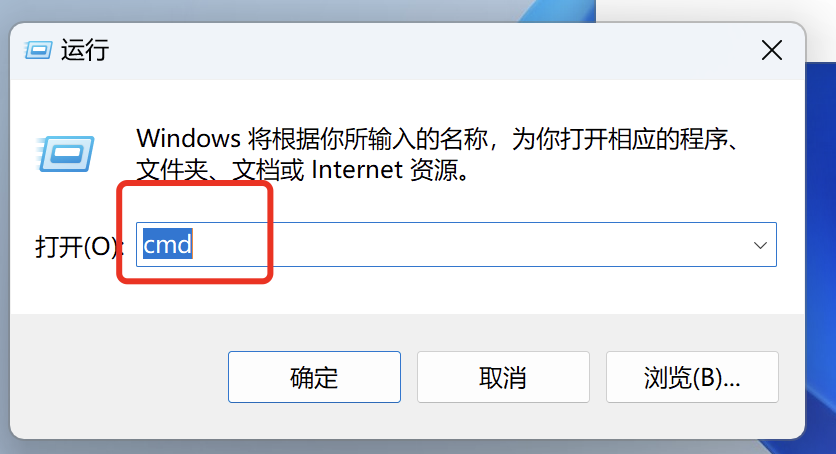 运行
Windows 将根据你所输入的名称，为你打开相应的程序、
文件夹、文档或 Internet 资源。
打开(O): cmd
确定 取消 浏览(B)...